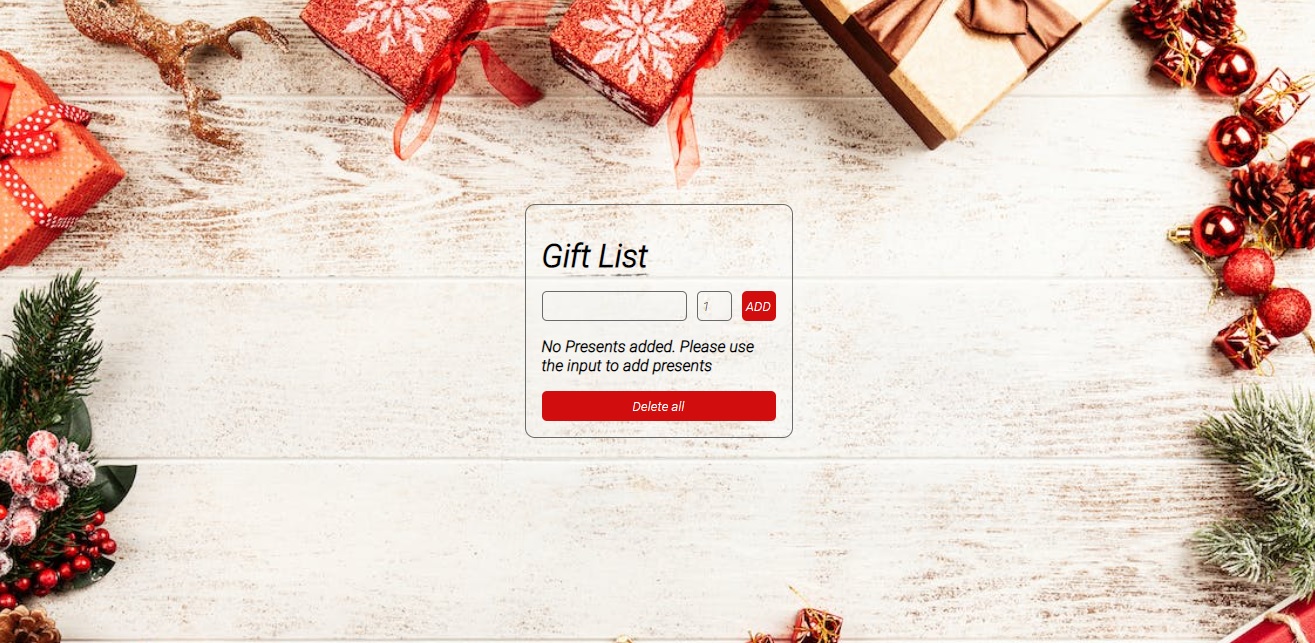 Gift List
1
ADD
No Presents added. Please use
the input to add presents
Delete all